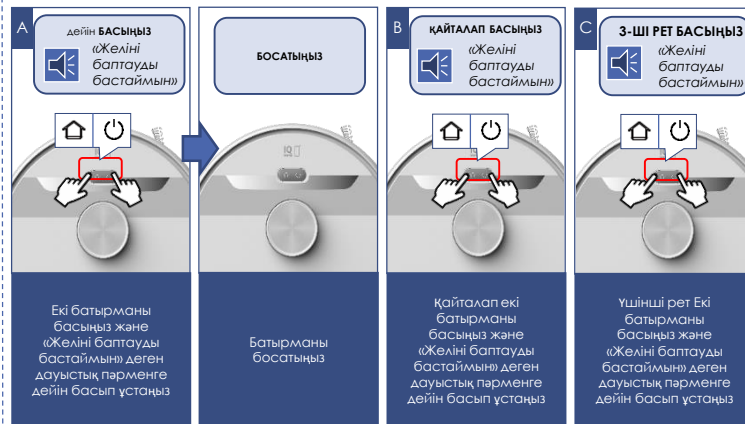 A
дейін БАСЫҢЫЗ
«Желіні
баптауды
бастаймын»
Екі батырманы
басыңыз және
«Желіні баптауды
бастаймын» деген
дауыстық пәрменге
дейін басып ұстаңыз
БОСАТЫҢЫЗ
Батырманы
босатыңыз
B
ҚАЙТАЛАП БАСЫҢЫЗ
«Желіні
баптауды
бастаймын»
Қайталап екі
батырманы
басыңыз және
«Желіні баптауды
бастаймын» деген
дауыстық пәрменге
дейін басып ұстаңыз
C
3-ШІ РЕТ БАСЫҢЫЗ
«Желіні
баптауды
бастаймын»
Үшінші рет Екі
батырманы
басыңыз және
«Желіні баптауды
бастаймын» деген
дауыстық пәрменге
дейін басып ұстаңыз